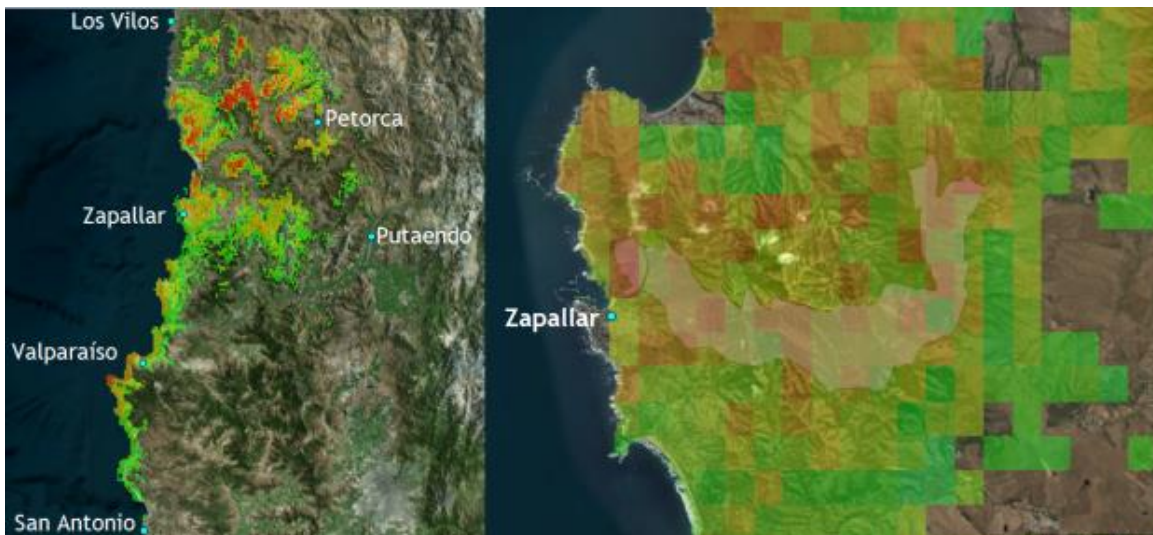 Los Vilos
Petorca
Zapallar
Putaendo
Valparaíso
San Antonio
Zapallar